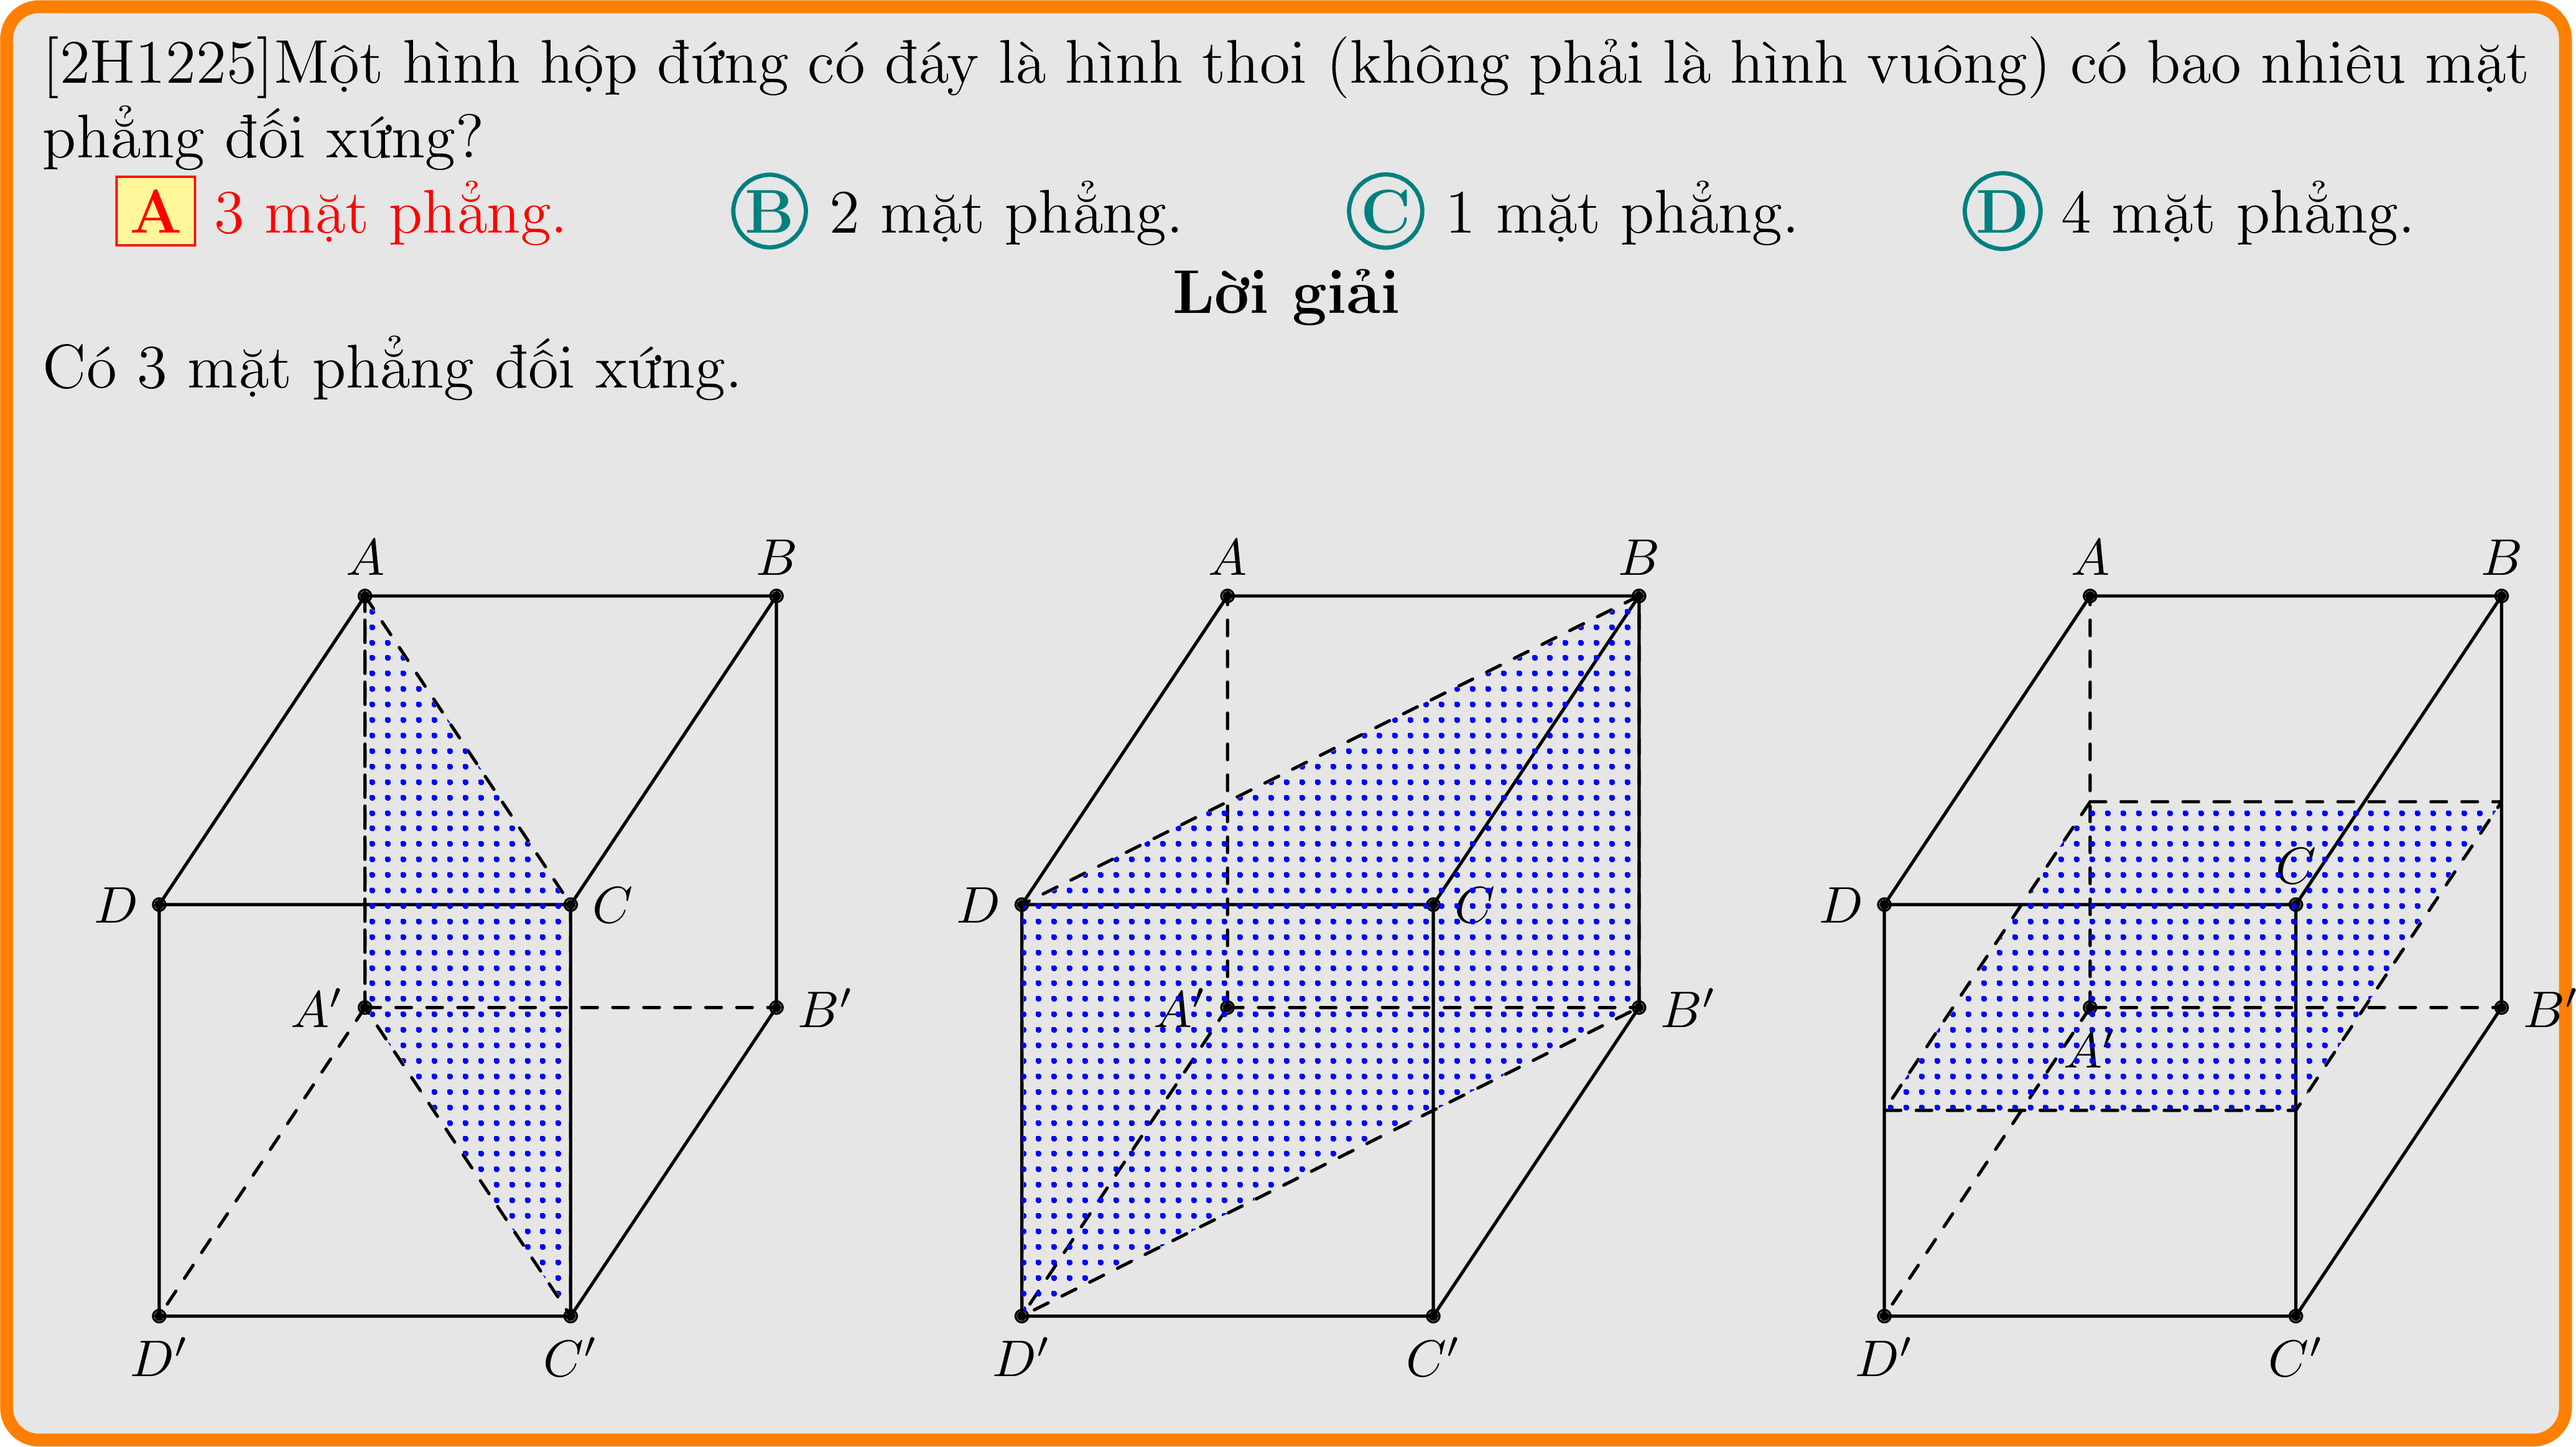 [2H1225]Một hình hộp đứng có đáy là hình thoi (không phải là hình vuông) có bao nhiêu mặt
phẳng đối xứng?
A 3 mặt phẳng. B 2 mặt phẳng. C 1 mặt phẳng. D 4 mặt phẳng.
Lời giải
Có 3 mặt phẳng đối xứng.
A B A B A B
C
D C D C D
A′ B′ A′ B′ B′
A′
D′ C′ D′ C′ D′ C′